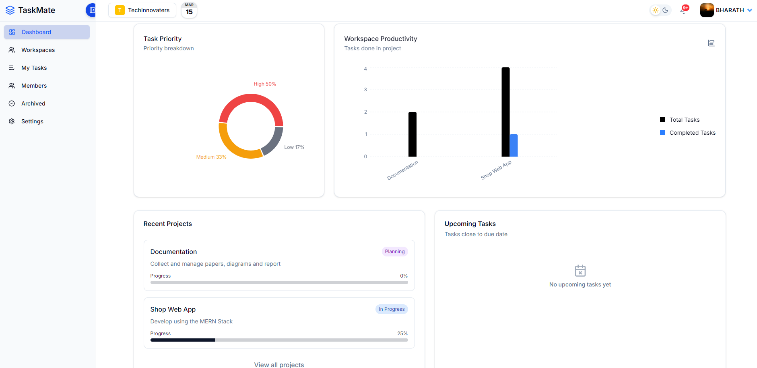 TaskMate
T TechInnovaters
MAR
15
9+
BHARATH
Dashboard
Workspaces
My Tasks
Members
Archived
Settings
Task Priority
Priority breakdown
High 50%
Low 17%
Medium 33%
Workspace Productivity
Tasks done in project
4
3
2
1
0
Documentation
Shop Web App
Total Tasks
Completed Tasks
Recent Projects
Documentation
Planning
Collect and manage papers, diagrams and report
Progress
0%
Shop Web App
In Progress
Develop using the MERN Stack
Progress
25%
View all projects
Upcoming Tasks
Tasks close to due date
No upcoming tasks yet